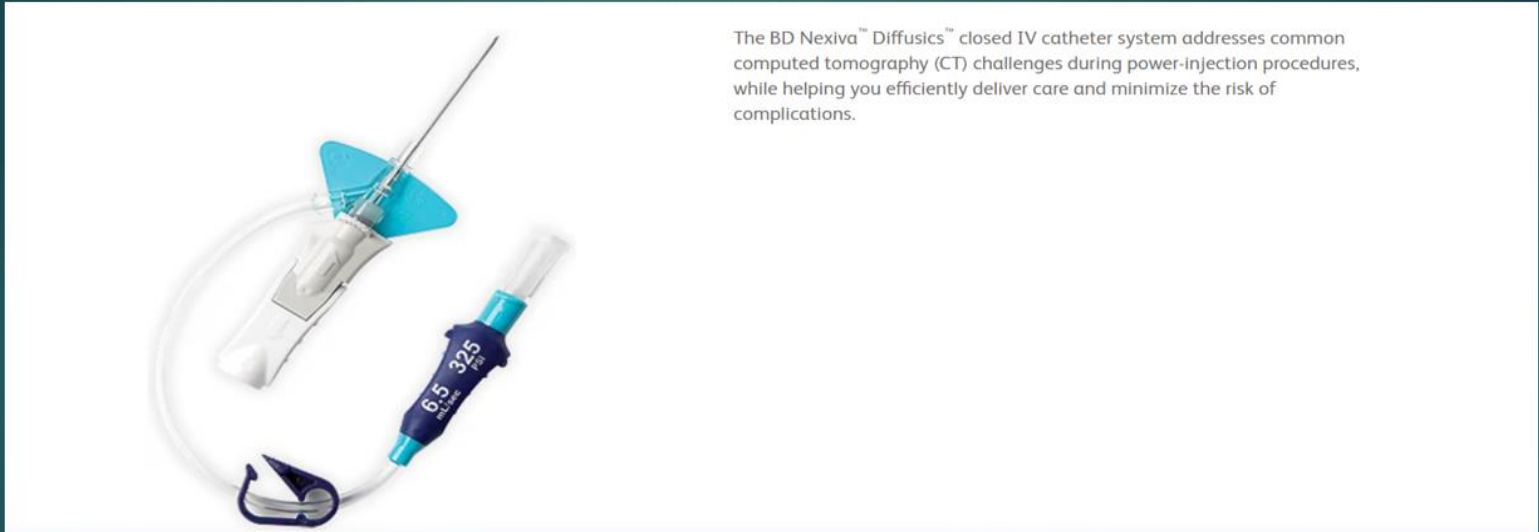 The BD Nexiva™ Diffusics™ closed IV catheter system addresses common
computed tomography (CT) challenges during power-injection procedures,
while helping you efficiently deliver care and minimize the risk of
complications.
6.5 325
mL/sec PSI